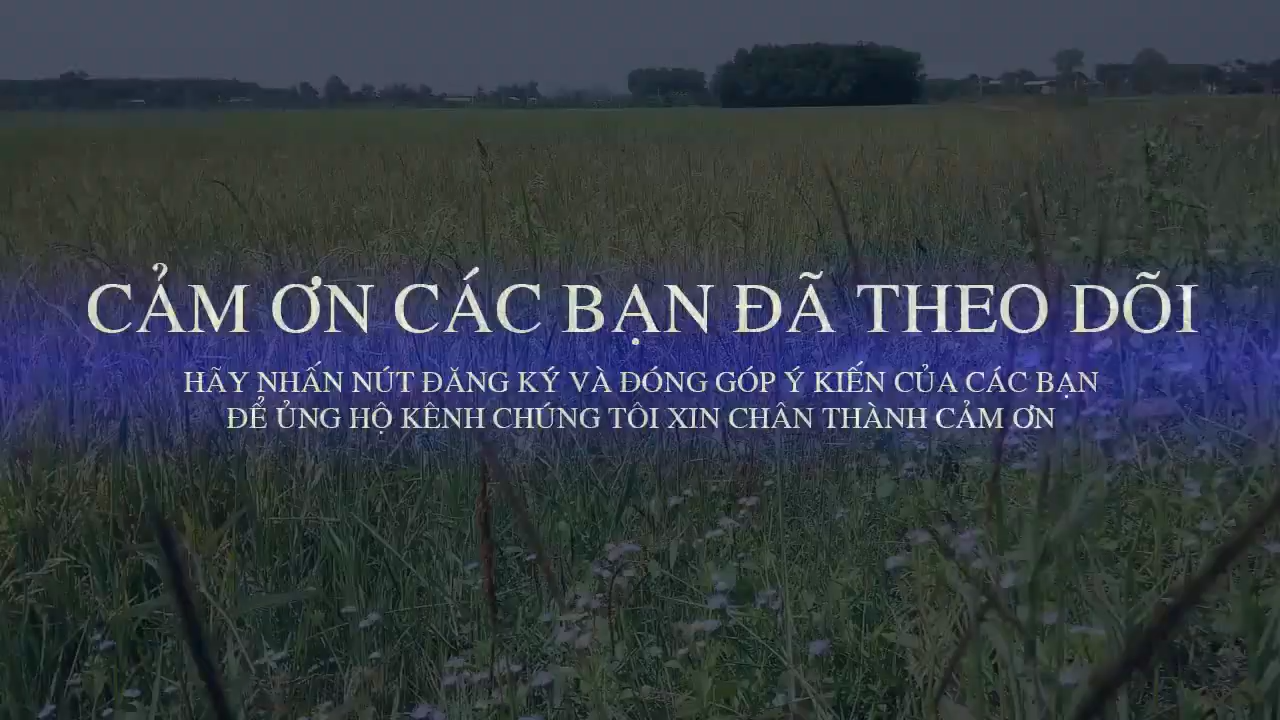 CẢM ƠN CÁC BẠN ĐÃ THEO DÕI
HÃY NHẤN NÚT ĐĂNG KÝ VÀ ĐÓNG GÓP Ý KIẾN CỦA CÁC BẠN
ĐỂ ỦNG HỘ KÊNH CHÚNG TÔI XIN CHÂN THÀNH CẢM ƠN